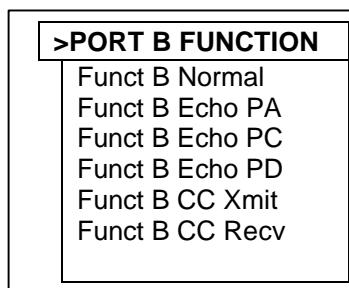 >PORT B FUNCTION
Funct B Normal
Funct B Echo PA
Funct B Echo PC
Funct B Echo PD
Funct B CC Xmit
Funct B CC Recv